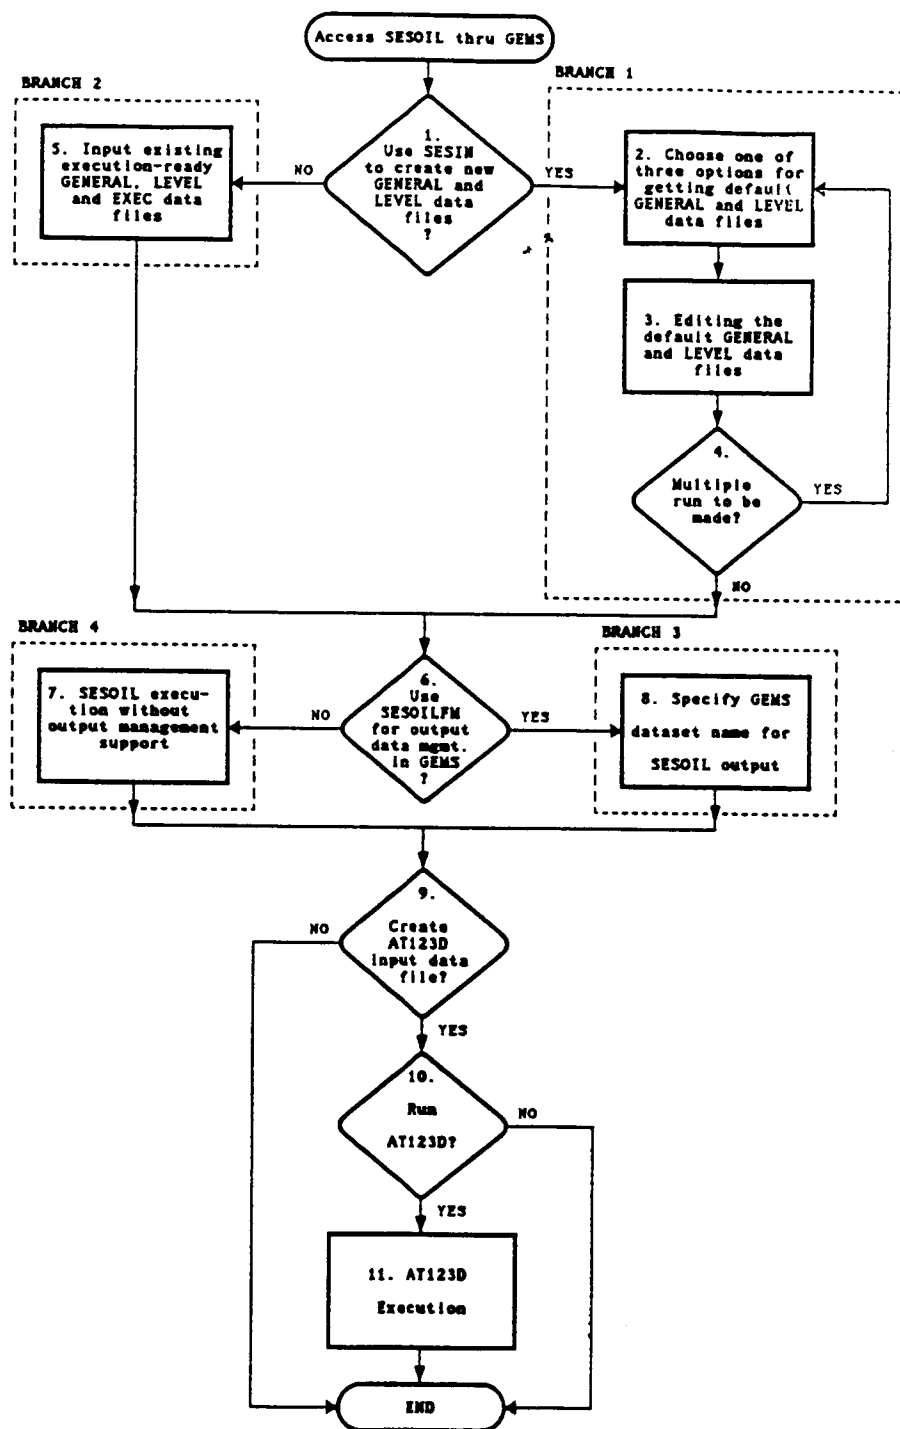 Access SESOIL thru GEMS
BRANCH 2
BRANCH 1
5. Input existing
execution-ready
GENERAL, LEVEL
and EXEC data
files
NO
1.
Use SESIN
to create new
GENERAL and
LEVEL data
files
?
YES
2. Choose one of
three options for
getting default
GENERAL and LEVEL
data files
3. Editing the
default GENERAL
and LEVEL data
files
4.
Multiple
run to be
made?
YES
NO
BRANCH 4
BRANCH 3
7. SESOIL execu-
tion without
output management
support
NO
6.
Use
SESOILFM
for output
data mgmt.
in GEMS
?
YES
8. Specify GEMS
dataset name for
SESOIL output
9.
Create
AT123D
input data
file?
NO
YES
10.
Run
AT123D?
NO
YES
11. AT123D
Execution
END